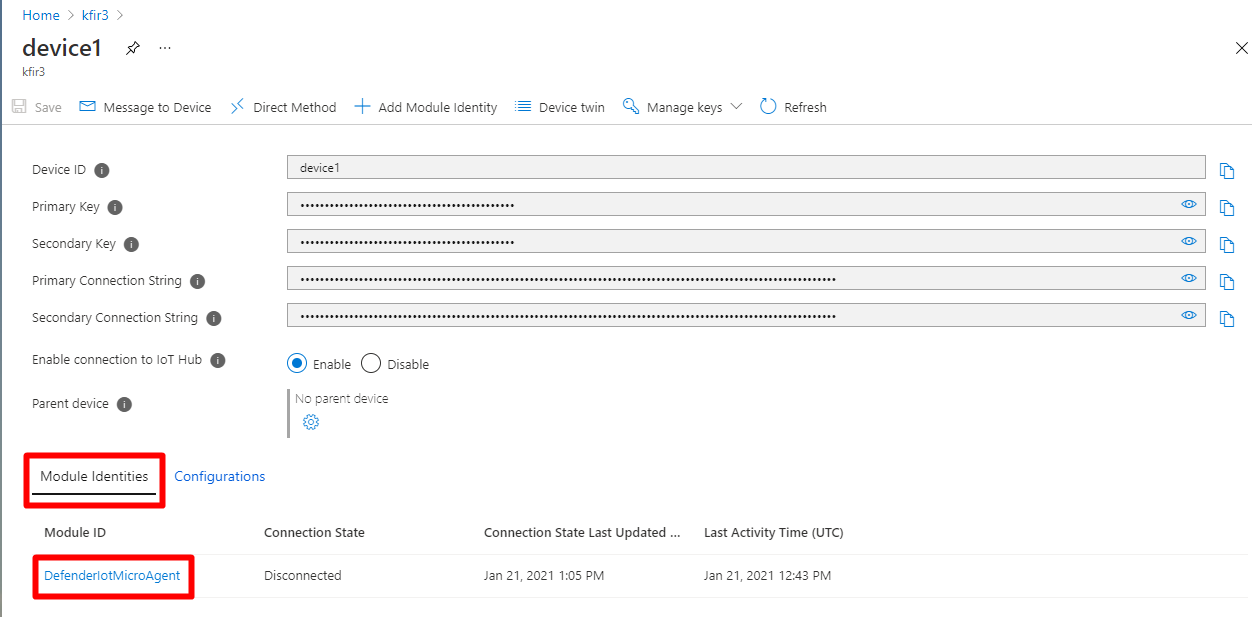 Home > kfir3 >
device1 ...
kfir3
Save Message to Device Direct Method Add Module Identity Device twin Manage keys Refresh
Device ID device1
Primary Key ••••••••••••••••••••••••••••••••••••••••••••
Secondary Key ••••••••••••••••••••••••••••••••••••••••••••
Primary Connection String ••••••••••••••••••••••••••••••••••••••••••••••••••••••••••••••••••••••••••••••••••••••••••••••••••••••••••••••
Secondary Connection String ••••••••••••••••••••••••••••••••••••••••••••••••••••••••••••••••••••••••••••••••••••••••••••••••••••••••••••••
Enable connection to IoT Hub Enable Disable
Parent device No parent device
Module Identities Configurations
Module ID Connection State Connection State Last Updated ... Last Activity Time (UTC)
DefenderIotMicroAgent Disconnected Jan 21, 2021 1:05 PM Jan 21, 2021 12:43 PM